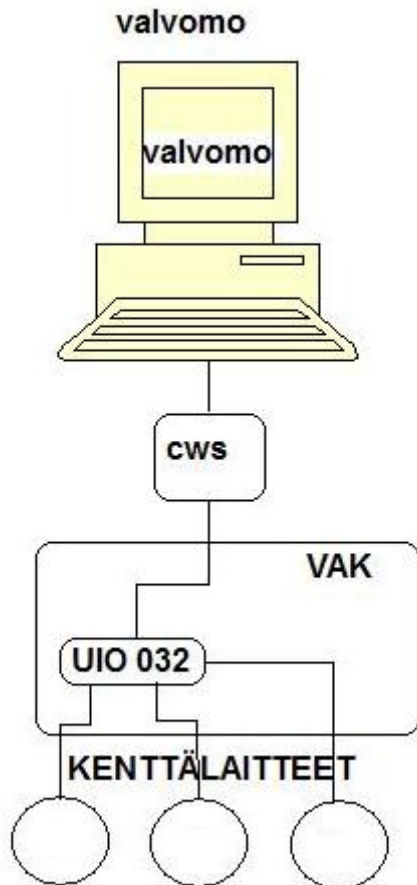 valvomo
valvomo
cws
VAK
UIO 032
KENTTÄLAITTEET